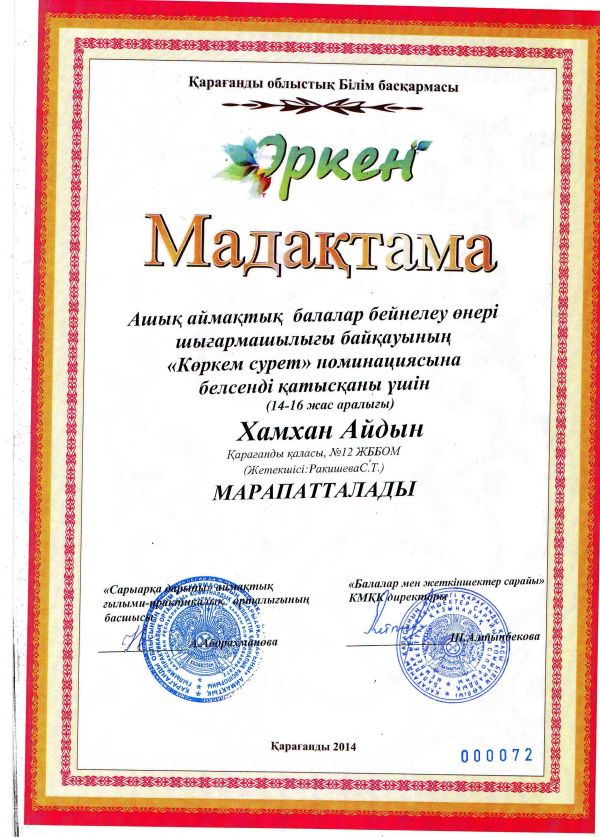 Қарағанды облыстық Білім басқармасы
Өркен
Мадақтама
Ашық аймақтық балалар бейнелеу өнері
шығармашылығы байқауының
«Көркем сурет» номинациясына
белсенді қатысқаны үшін
(14-16 жас аралығы)
Хамхан Айдын
Қарағанды қаласы, №12 ЖББОМ
(Жетекшісі:РакишеваС.Т.)
МАРАПАТТАЛАДЫ
«Сарыарқа дарыны» аймақтық
ғылыми-практикалық орталығының
басшысы
А.Абдрахманова
«Балалар мен жеткіншектер сарайы»
КМҚК директоры
Ш.Алпынбекова
Қарағанды 2014
000072